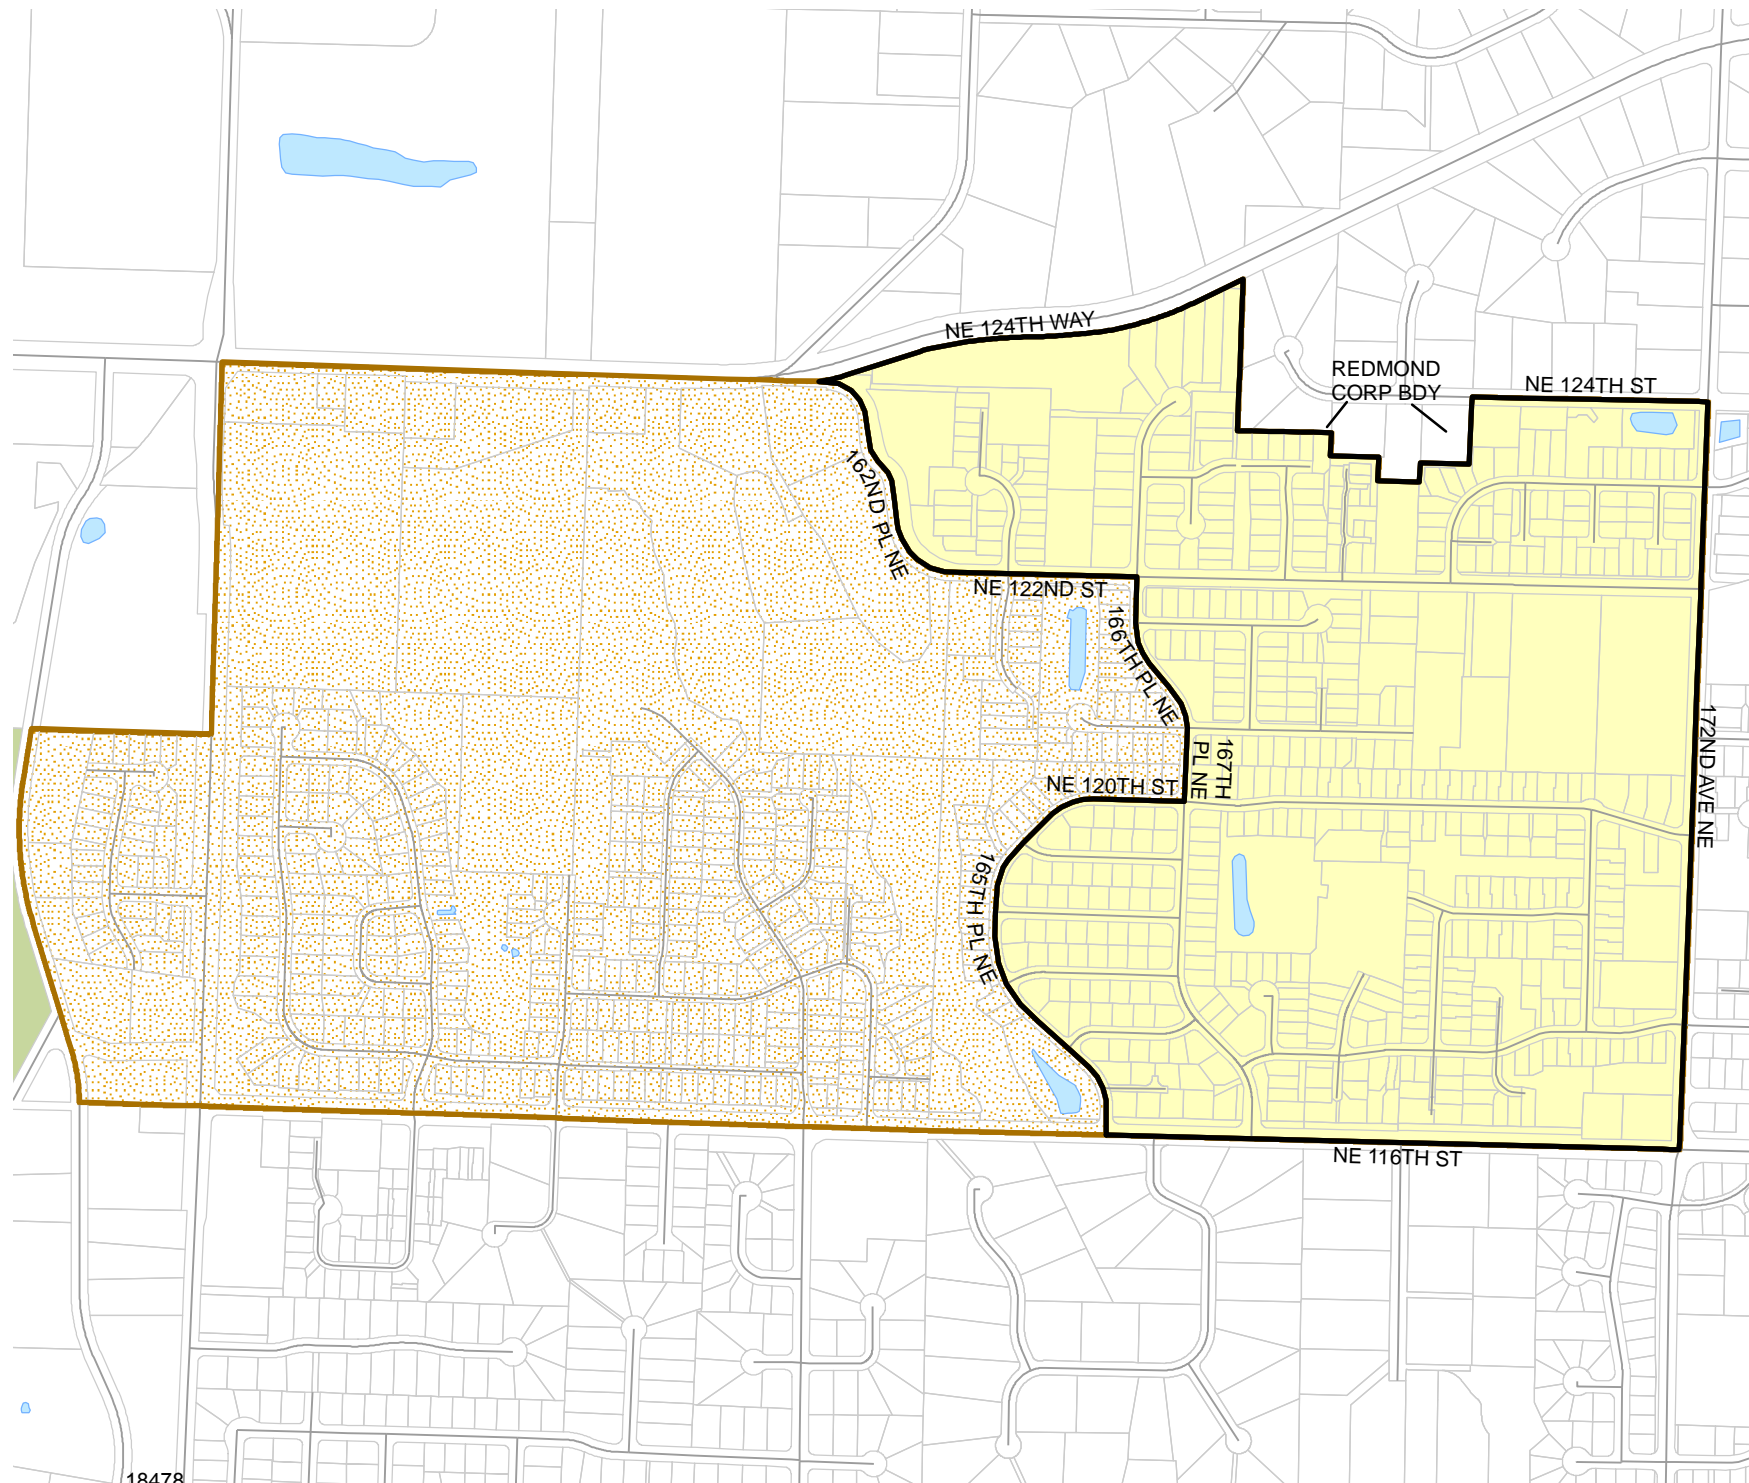 NE 124TH WAY
REDMOND
CORP BDY
NE 124TH ST
162ND PL NE
NE 122ND ST
166TH PL NE
167TH
PL NE
172ND AVE NE
NE 120TH ST
165TH PL NE
NE 116TH ST
18478